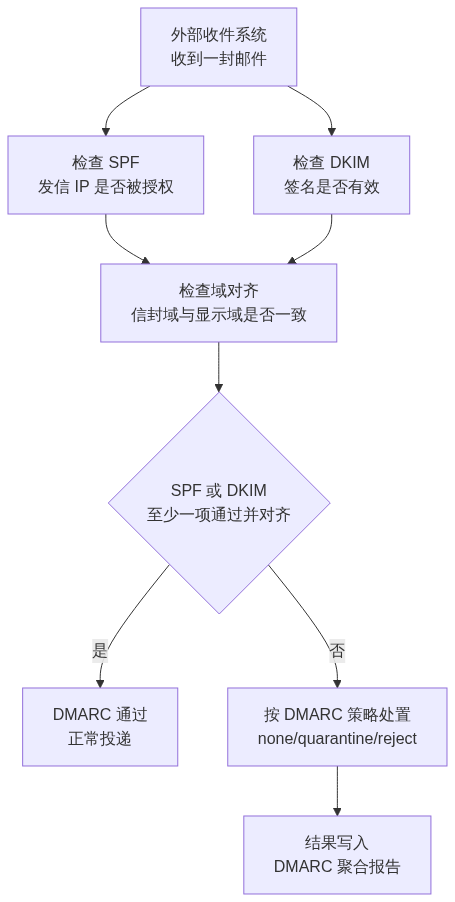 外部收件系统
收到一封邮件
检查 SPF
发信 IP 是否被授权
检查 DKIM
签名是否有效
检查域对齐
信封域与显示域是否一致
SPF 或 DKIM
至少一项通过并对齐
是
否
DMARC 通过
正常投递
按 DMARC 策略处置
none/quarantine/reject
结果写入
DMARC 聚合报告